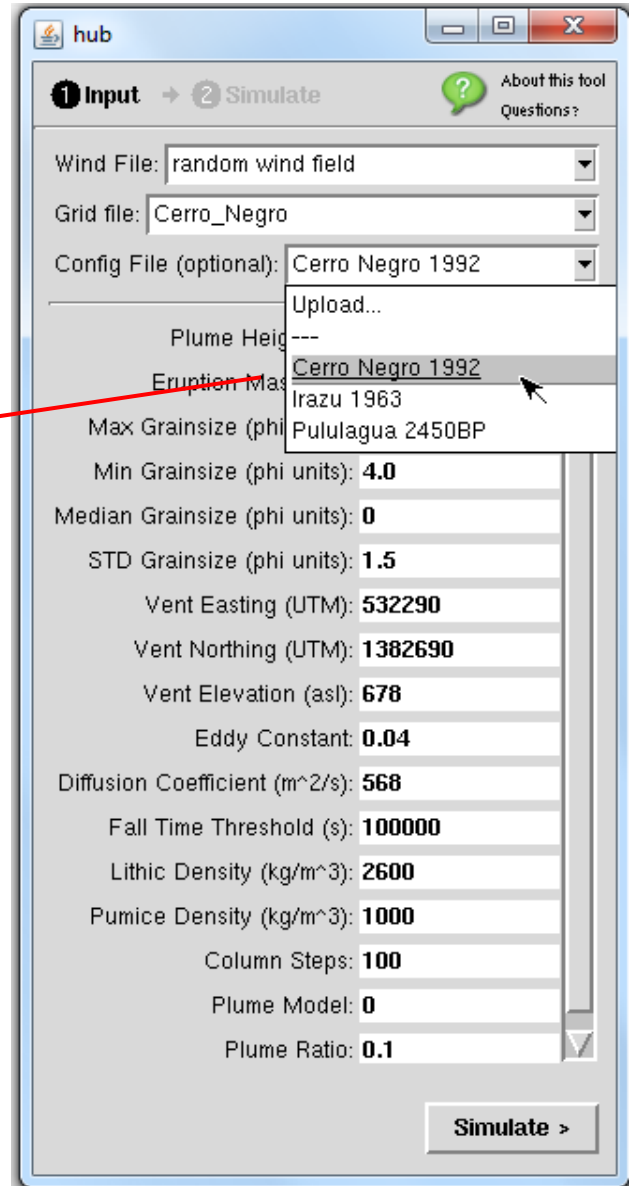 hub
1 Input → 2 Simulate
About this tool
Questions?
Wind File: random wind field
Grid file: Cerro_Negro
Config File (optional): Cerro Negro 1992
Upload...
---
Cerro Negro 1992
Irazu 1963
Pululagua 2450BP
Plume Heig
Eruption Mas
Max Grainsize (phi
Min Grainsize (phi units): 4.0
Median Grainsize (phi units): 0
STD Grainsize (phi units): 1.5
Vent Easting (UTM): 532290
Vent Northing (UTM): 1382690
Vent Elevation (asl): 678
Eddy Constant: 0.04
Diffusion Coefficient (m^2/s): 568
Fall Time Threshold (s): 100000
Lithic Density (kg/m^3): 2600
Pumice Density (kg/m^3): 1000
Column Steps: 100
Plume Model: 0
Plume Ratio: 0.1
Simulate >